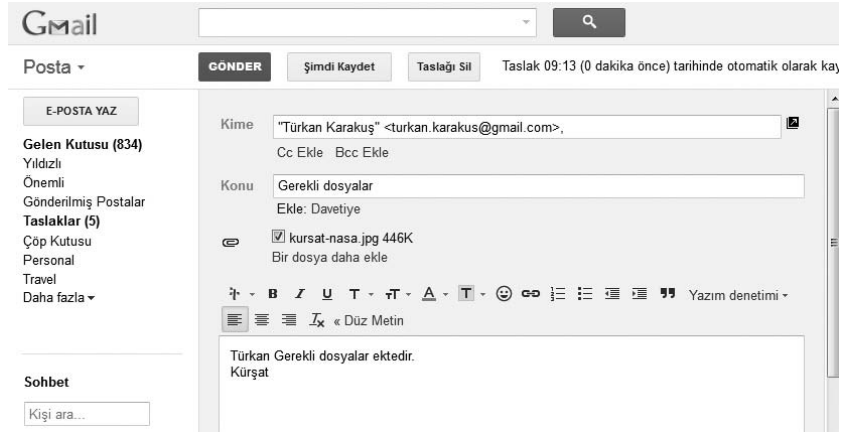 Gmail
Posta
GÖNDER Şimdi Kaydet Taslağı Sil Taslak 09:13 (0 dakika önce) tarihinde otomatik olarak kay
E-POSTA YAZ
Gelen Kutusu (834)
Yıldızlı
Önemli
Gönderilmiş Postalar
Taslaklar (5)
Çöp Kutusu
Personal
Travel
Daha fazla
Sohbet
Kişi ara...
Kime "Türkan Karakuş" <turkan.karakus@gmail.com>,
Cc Ekle Bcc Ekle
Konu Gerekli dosyalar
Ekle: Davetiye
kursat-nasa.jpg 446K
Bir dosya daha ekle
B I U T тT A T Yazım denetimi
Tx « Düz Metin
Türkan Gerekli dosyalar ektedir.
Kürşat